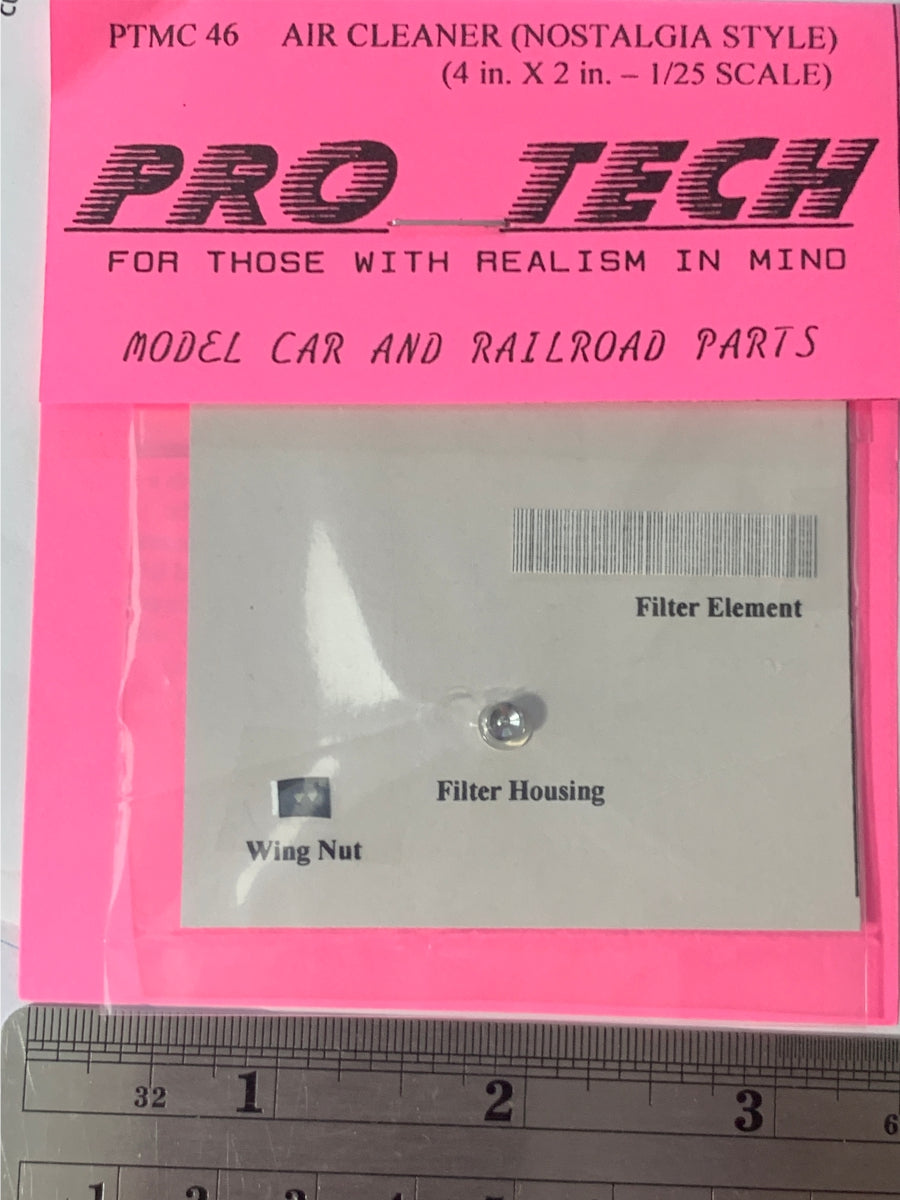 PTMC 46 AIR CLEANER (NOSTALGIA STYLE)
(4 in. X 2 in. – 1/25 SCALE)
PRO TECH
FOR THOSE WITH REALISM IN MIND
MODEL CAR AND RAILROAD PARTS
Filter Element
Filter Housing
Wing Nut
32 1 2 3 6
1